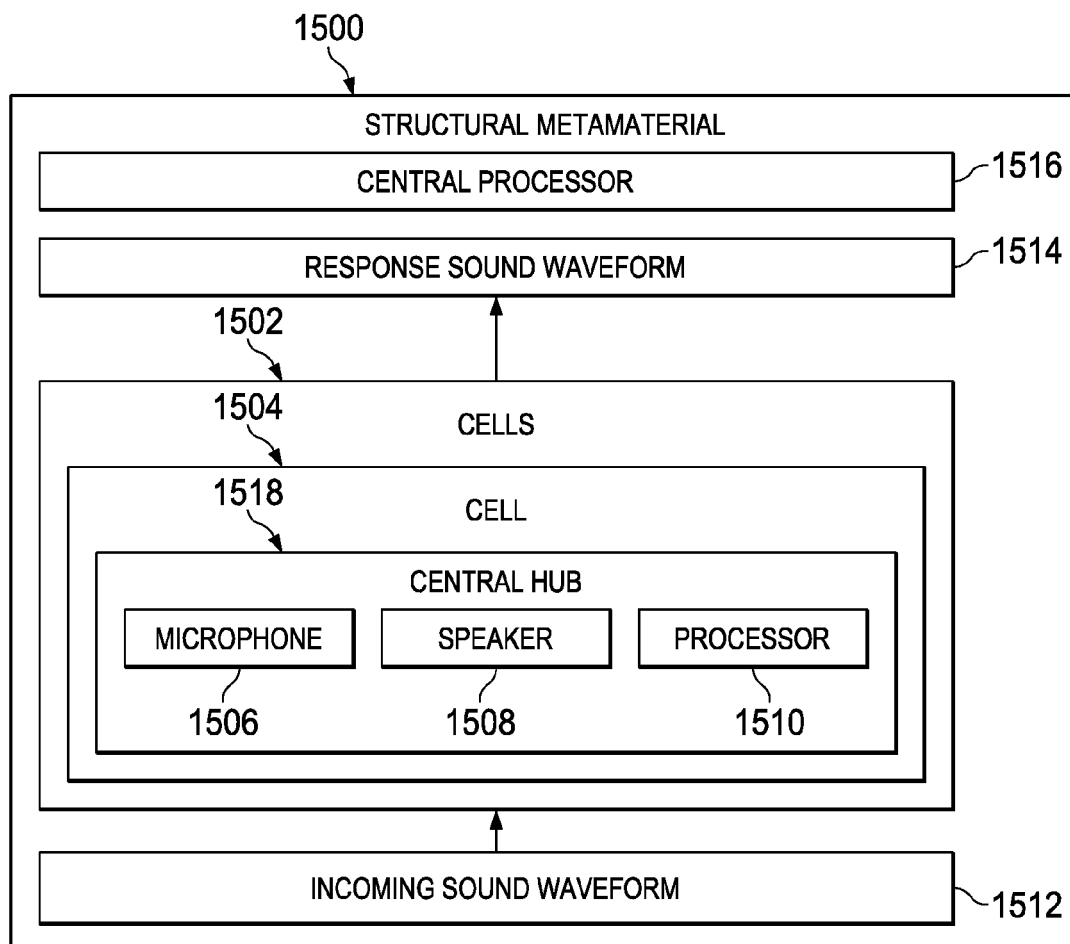 1500
STRUCTURAL METAMATERIAL
CENTRAL PROCESSOR
1516
RESPONSE SOUND WAVEFORM
1514
1502
CELLS
1504
CELL
1518
CENTRAL HUB
MICROPHONE SPEAKER PROCESSOR
1506 1508 1510
INCOMING SOUND WAVEFORM
1512